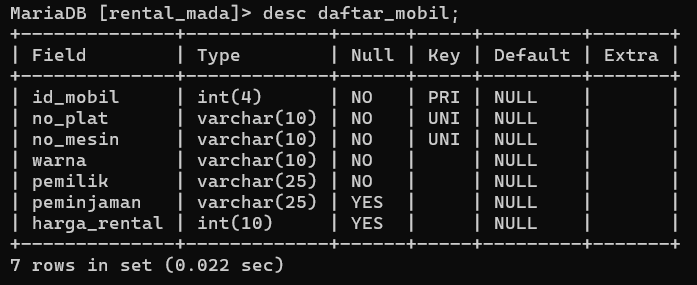 MariaDB [rental_mada]> desc daftar_mobil;
+--------------+-------------+------+-----+---------+-------+
| Field        | Type        | Null | Key | Default | Extra |
+--------------+-------------+------+-----+---------+-------+
| id_mobil     | int(4)      | NO   | PRI | NULL    |       |
| no_plat      | varchar(10) | NO   | UNI | NULL    |       |
| no_mesin     | varchar(10) | NO   | UNI | NULL    |       |
| warna        | varchar(10) | NO   |     | NULL    |       |
| pemilik      | varchar(25) | NO   |     | NULL    |       |
| peminjaman   | varchar(25) | YES  |     | NULL    |       |
| harga_rental | int(10)     | YES  |     | NULL    |       |
+--------------+-------------+------+-----+---------+-------+
7 rows in set (0.022 sec)